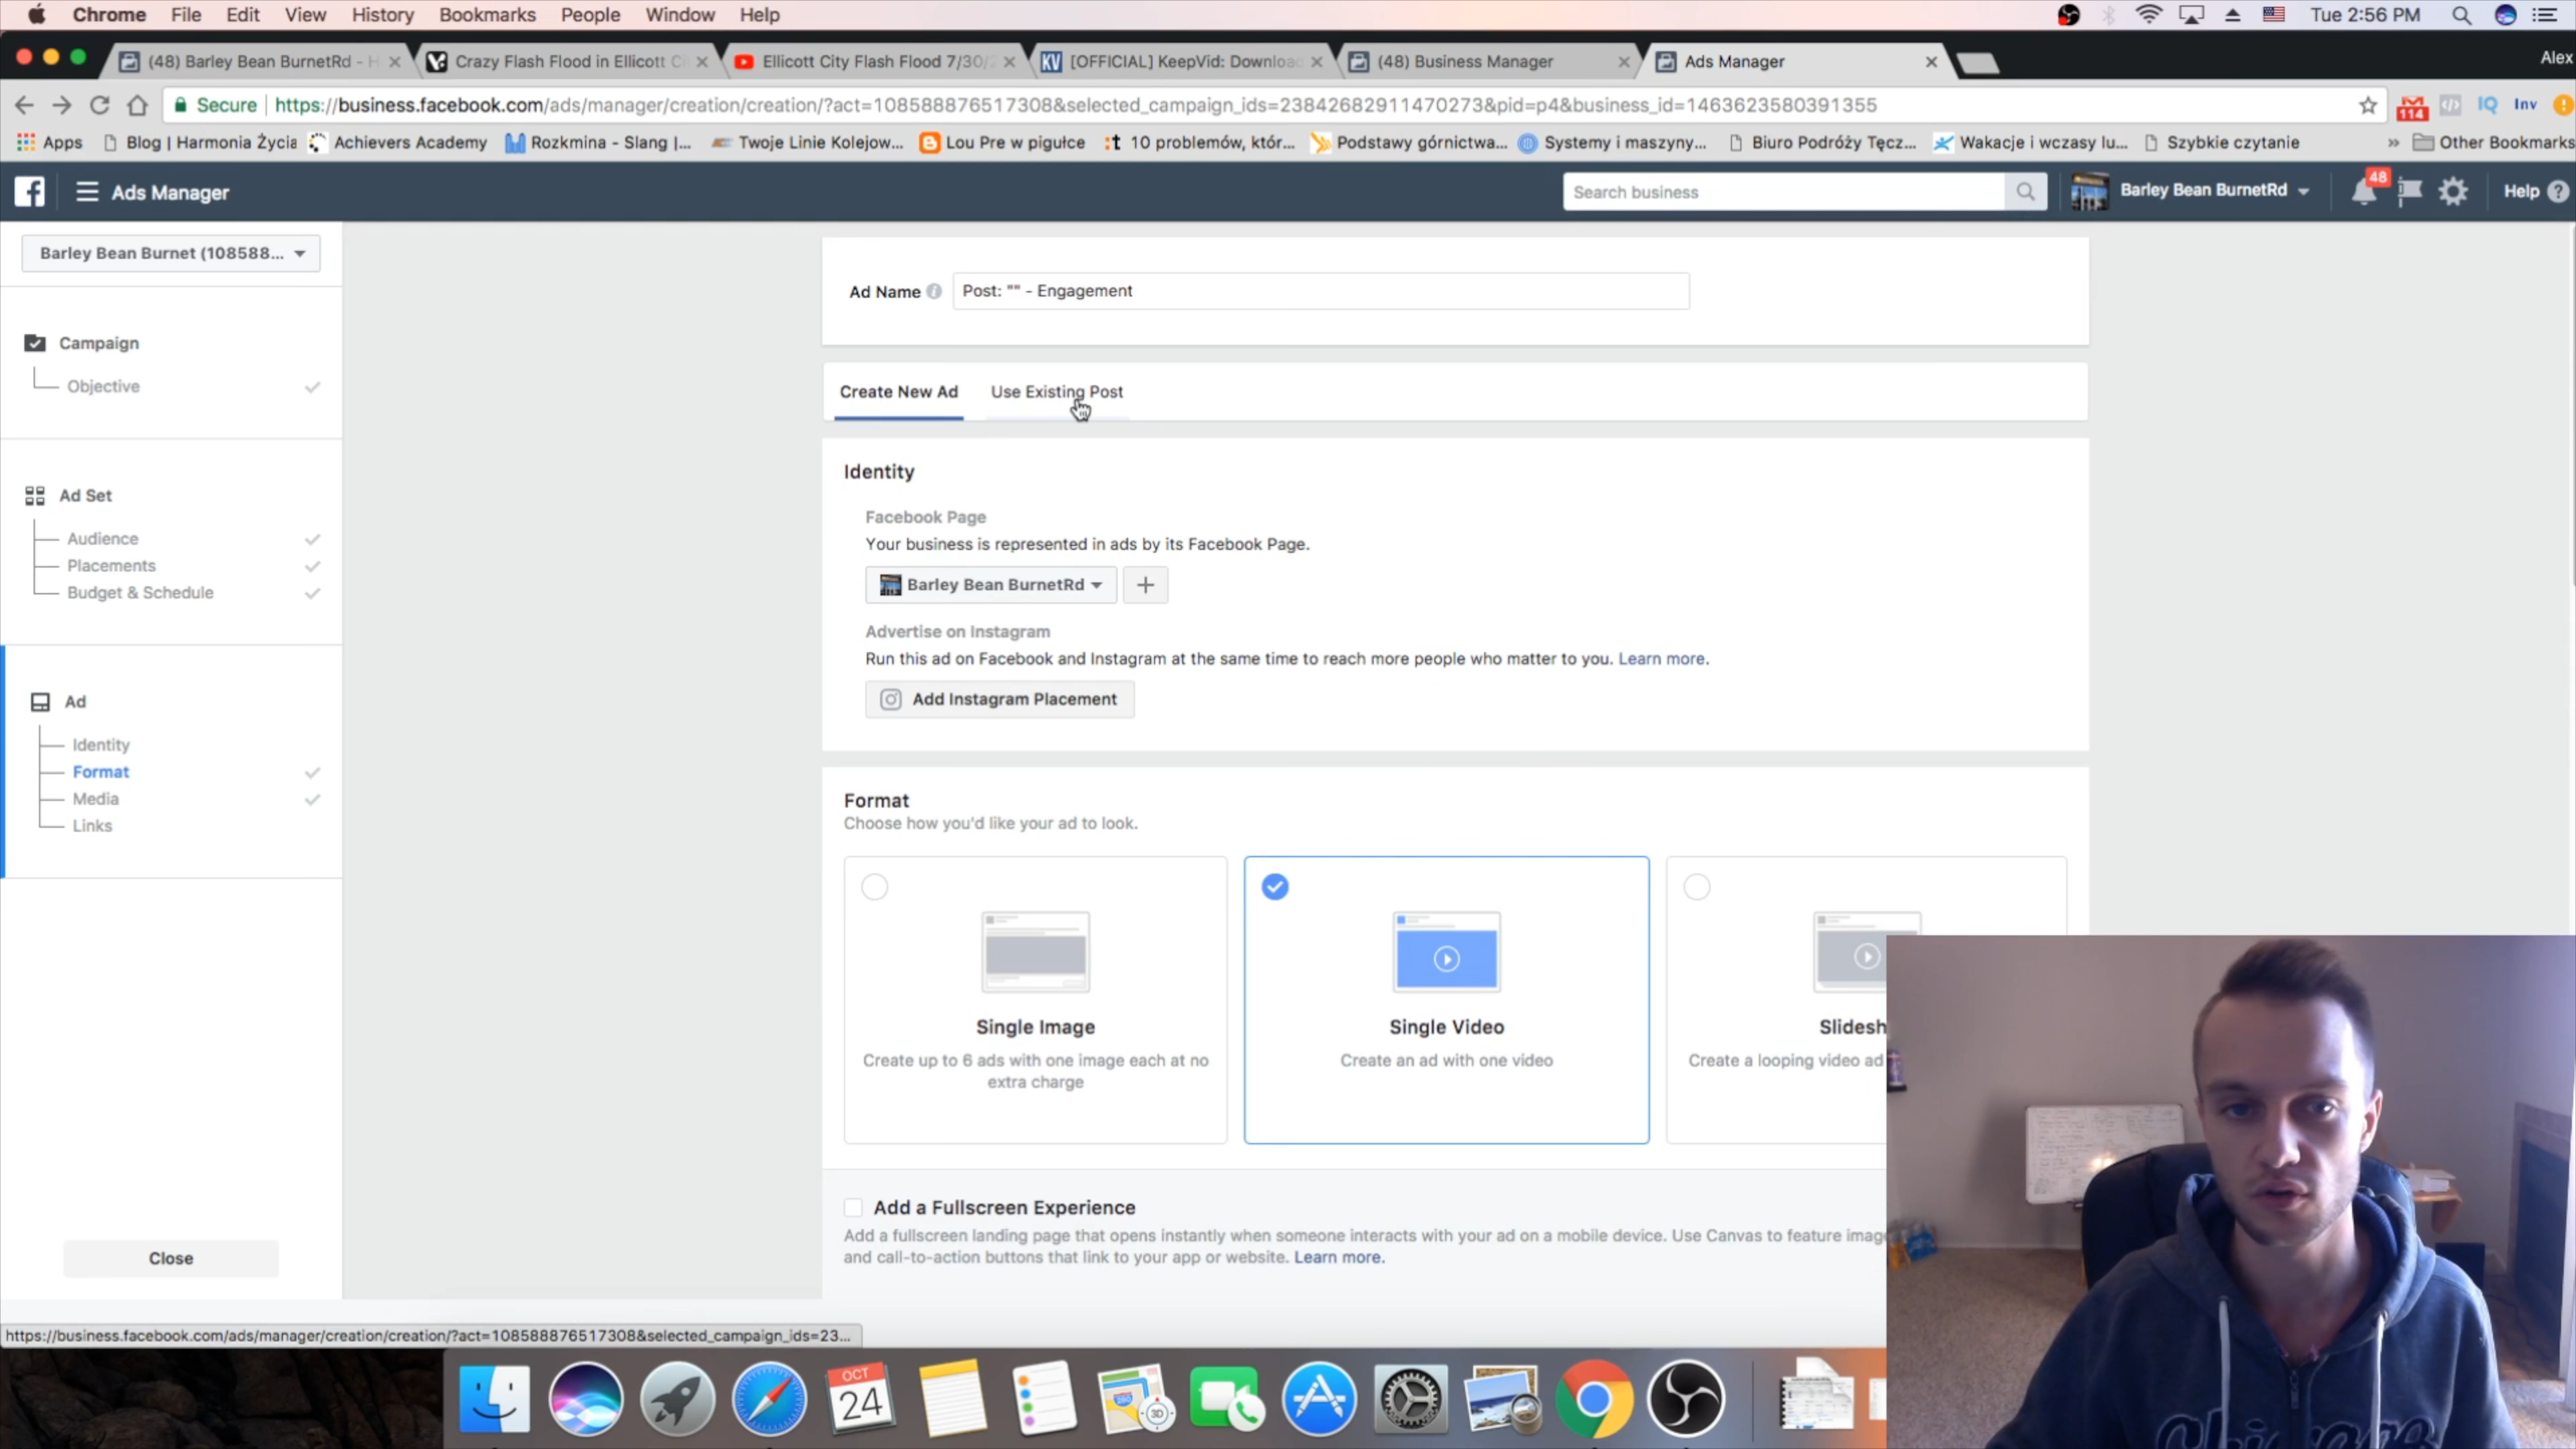 Chrome File Edit View History Bookmarks People Window Help Tue 2:56 PM
(48) Barley Bean BurnetRd - H Crazy Flash Flood in Ellicott Ci Ellicott City Flash Flood 7/30/2 KV [OFFICIAL] KeepVid: Download (48) Business Manager Ads Manager Alex
Secure https://business.facebook.com/ads/manager/creation/creation/?act=108588876517308&selected_campaign_ids=23842682911470273&pid=p4&business_id=1463623580391355 114 IQ Inv
Apps Blog | Harmonia Życia Achievers Academy Rozkmina - Slang |... Twoje Linie Kolejow... Lou Pre w pigułce :t 10 problemów, któr... Podstawy górnictwa... Systemy i maszyny... Biuro Podróży Tęcz... Wakacje i wczasy lu... Szybkie czytanie » Other Bookmarks
Ads Manager Search business Barley Bean BurnetRd 48 Help ?
Barley Bean Burnet (108588...
Ad Name Post: "" - Engagement
Campaign
Objective
Create New Ad Use Existing Post
Identity
Ad Set
Audience
Placements
Budget & Schedule
Facebook Page
Your business is represented in ads by its Facebook Page.
Barley Bean BurnetRd +
Advertise on Instagram
Run this ad on Facebook and Instagram at the same time to reach more people who matter to you. Learn more.
Add Instagram Placement
Ad
Identity
Format
Media
Links
Format
Choose how you'd like your ad to look.
Single Image
Create up to 6 ads with one image each at no
extra charge
Single Video
Create an ad with one video
Slidesh
Create a looping video ad
Add a Fullscreen Experience
Add a fullscreen landing page that opens instantly when someone interacts with your ad on a mobile device. Use Canvas to feature imag
and call-to-action buttons that link to your app or website. Learn more.
Close
https://business.facebook.com/ads/manager/creation/creation/?act=108588876517308&selected_campaign_ids=23...
OCT
24
3D